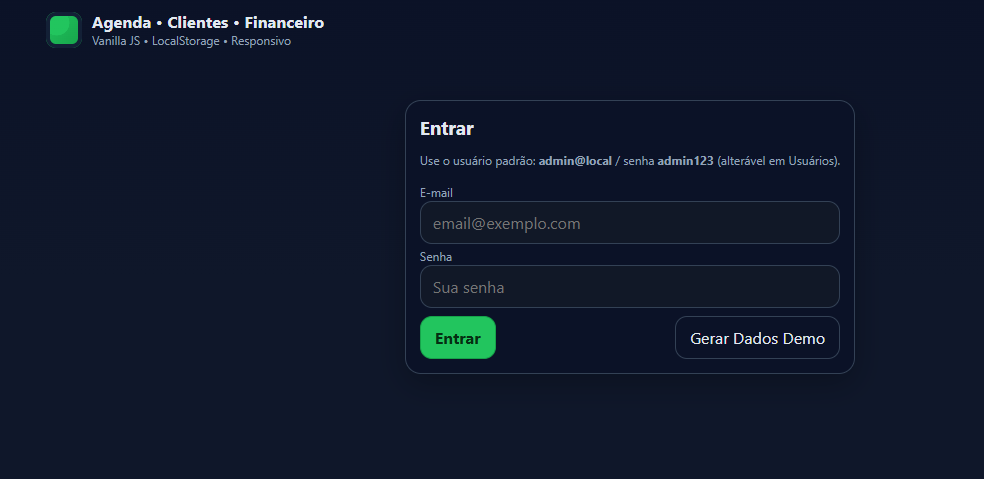 Agenda • Clientes • Financeiro
Vanilla JS • LocalStorage • Responsivo
Entrar
Use o usuário padrão: admin@local / senha admin123 (alterável em Usuários).
E-mail
email@exemplo.com
Senha
Sua senha
Entrar
Gerar Dados Demo